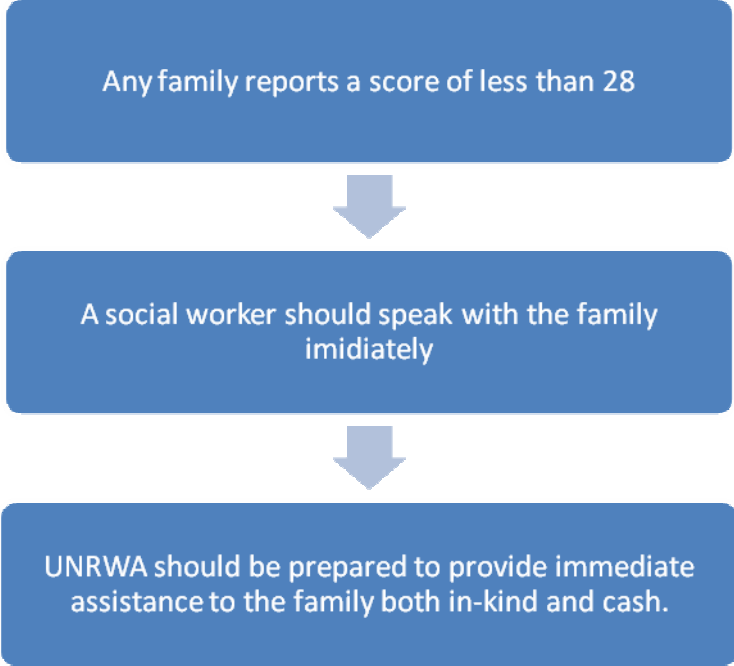 Any family reports a score of less than 28
A social worker should speak with the family
imidiately
UNRWA should be prepared to provide immediate
assistance to the family both in-kind and cash.